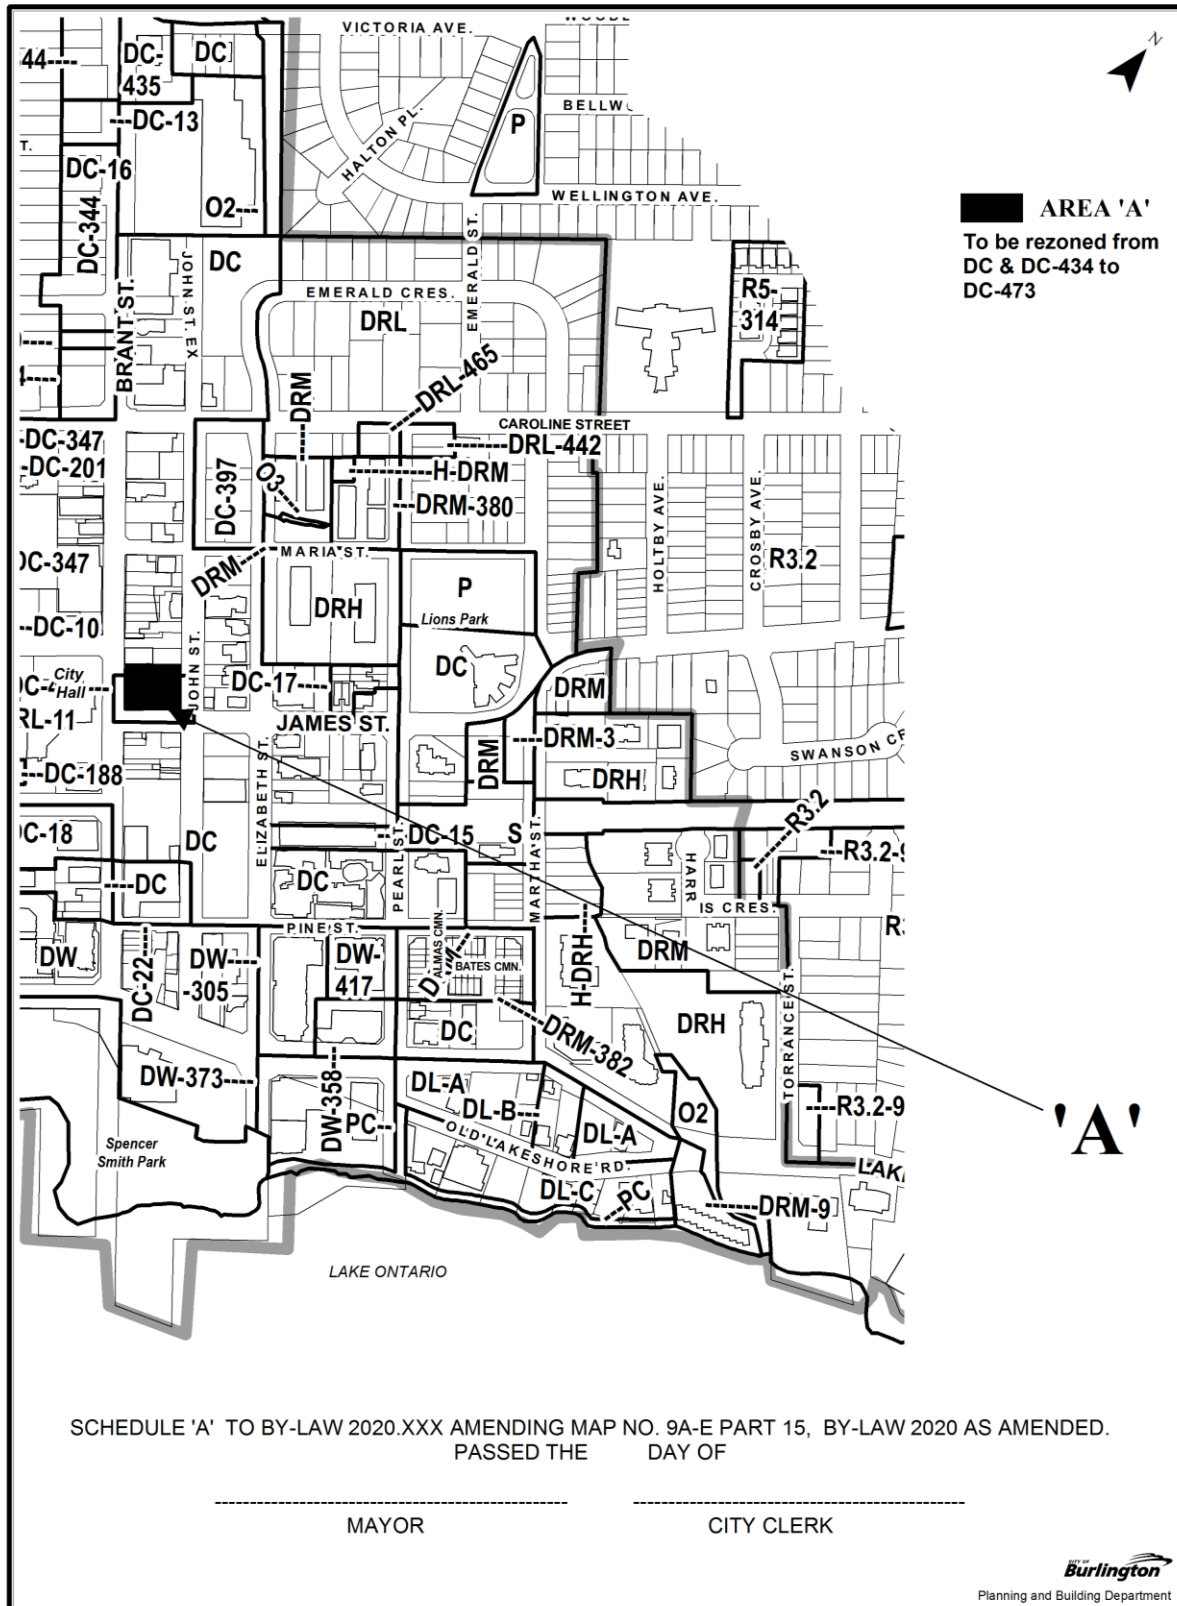 VICTORIA AVE.
N
44
DC-
435
DC
BELLW
P
DC-13
HALTON PL.
T.
DC-16
WELLINGTON AVE.
O2
AREA 'A'
To be rezoned from
DC & DC-434 to
DC-473
DC-344
EMERALD ST.
DC
JOHN ST. EX
EMERALD CRES.
DRL
R5-
314
BRANT ST.
DRM
DRL-465
CAROLINE STREET
DC-347
DC-201
DC-397
O3
DRL-442
H-DRM
DRM-380
HOLTBY AVE.
CROSBY AVE.
R3.2
MARIA ST.
DC-347
DRM
DRH
P
Lions Park
DC-10
City
Hall
JOHN ST.
DC-17
DC
DRM
RL-11
JAMES ST.
DRM
DRM-3
SWANSON
DC-188
ELIZABETH ST.
DRH
R3.2
DC-18
DC
PEARL ST.
DC-15
S
MARTHA ST.
R3.2-9
HARR
IS CRES.
DC
DC
PINE ST.
ALMAS CMN.
BATES CMN.
H-DRH
DRM
DW
DC-22
DW
-305
DW-
417
TORRANCE ST.
DC
DRM-382
DRH
DW-373
DW-358
PC
DL-A
DL-B
DL-A
O2
R3.2-9
'A'
Spencer
Smith Park
OLD LAKESHORE RD.
DL-C
PC
DRM-9
LAKE ONTARIO
SCHEDULE 'A' TO BY-LAW 2020.XXX AMENDING MAP NO. 9A-E PART 15, BY-LAW 2020 AS AMENDED.
PASSED THE DAY OF
MAYOR CITY CLERK
CITY OF
Burlington
Planning and Building Department